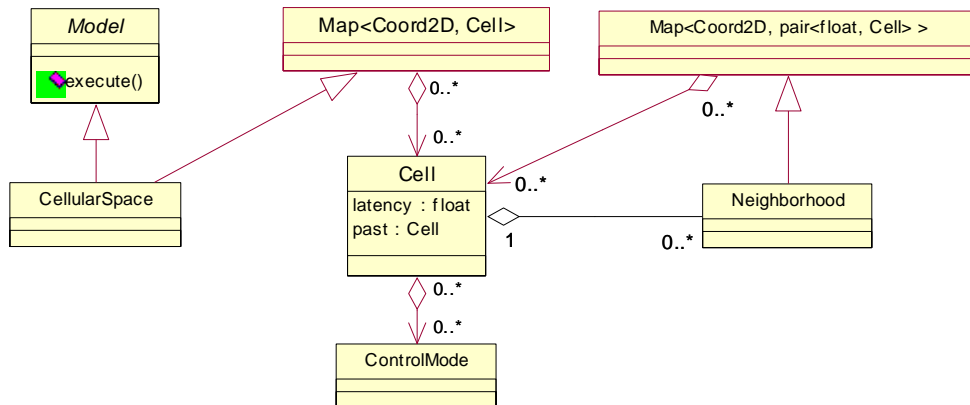 Model
execute()
Map<Coord2D, Cell>
Map<Coord2D, pair<float, Cell> >
0..*
0..*
0..*
0..*
CellularSpace
Cell
latency : float
past : Cell
1
0..*
Neighborhood
0..*
0..*
ControlMode